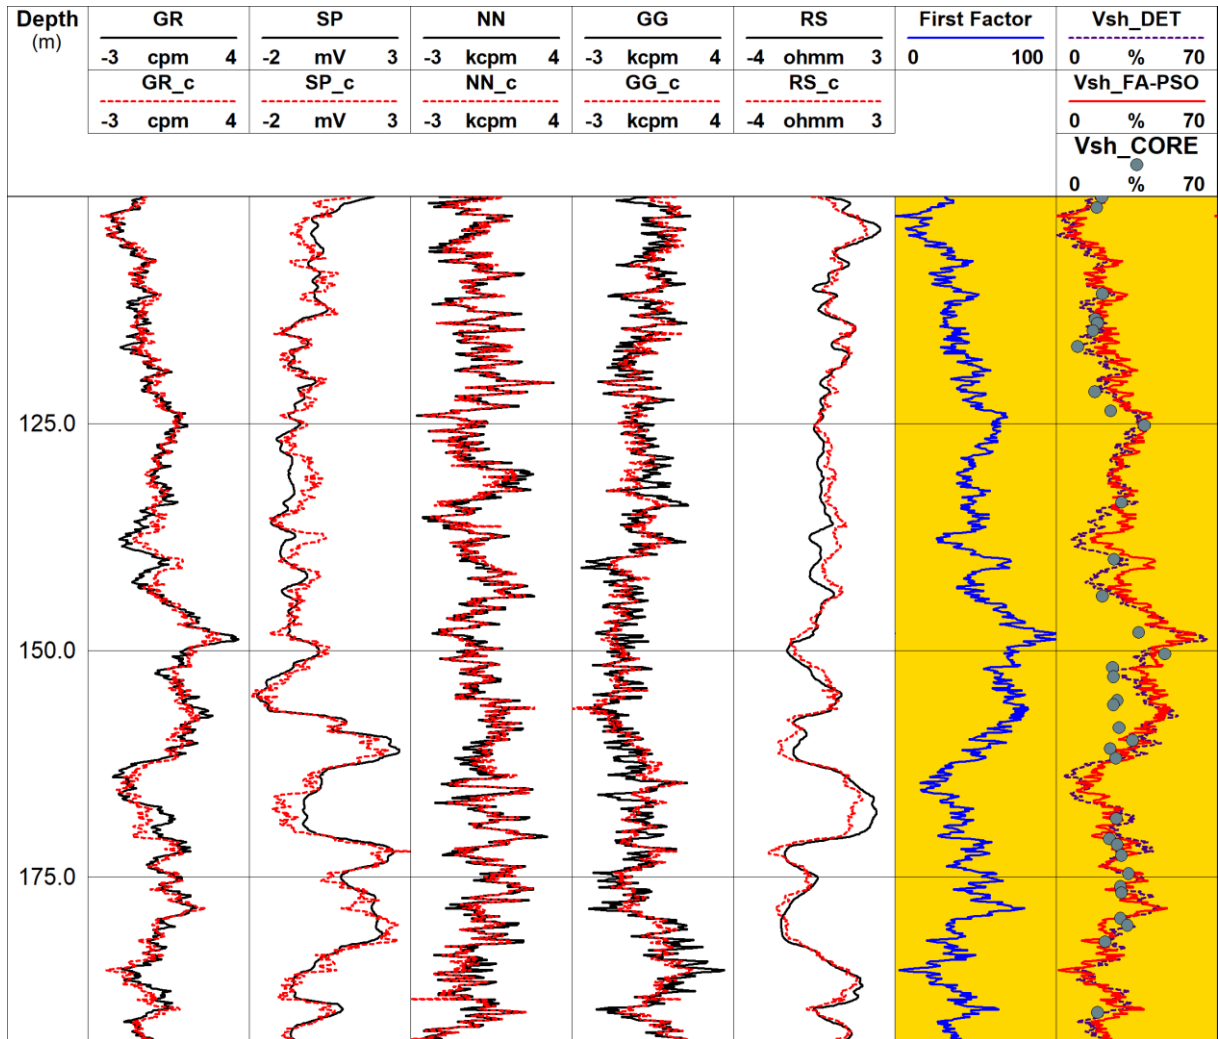 Depth GR SP NN GG RS First Factor Vsh_DET
(m)
-3 cpm 4 -2 mV 3 -3 kcpm 4 -3 kcpm 4 -4 ohmm 3 0 100 0 % 70
GR_c SP_c NN_c GG_c RS_c Vsh_FA-PSO
-3 cpm 4 -2 mV 3 -3 kcpm 4 -3 kcpm 4 -4 ohmm 3 0 % 70
Vsh_CORE
0 % 70
125.0
150.0
175.0